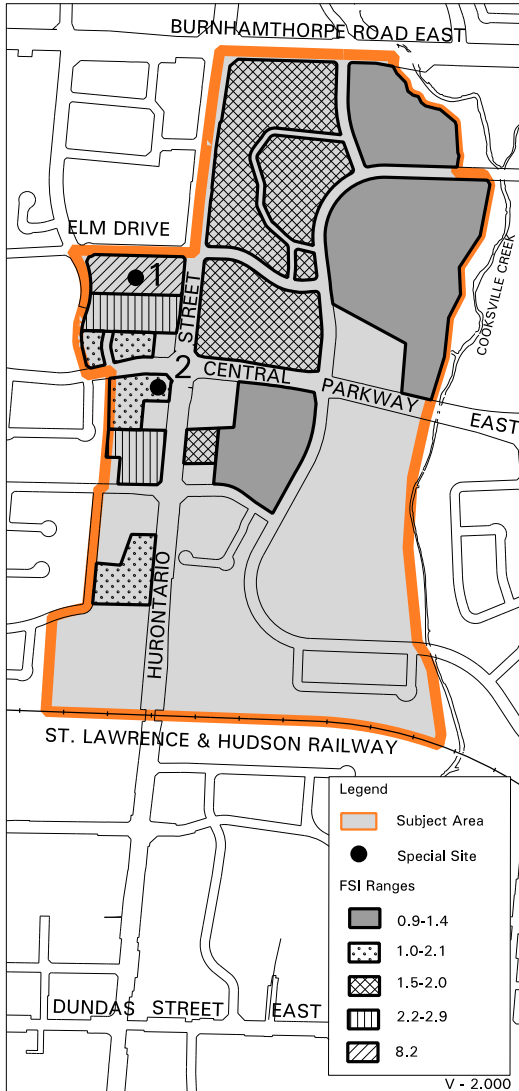 BURNHAMTHORPE ROAD EAST
ELM DRIVE
1
STREET
COOKSVILLE CREEK
2
CENTRAL PARKWAY EAST
HURONTARIO
ST. LAWRENCE & HUDSON RAILWAY
Legend
Subject Area
Special Site
FSI Ranges
0.9-1.4
1.0-2.1
1.5-2.0
2.2-2.9
8.2
DUNDAS STREET EAST
V - 2.000